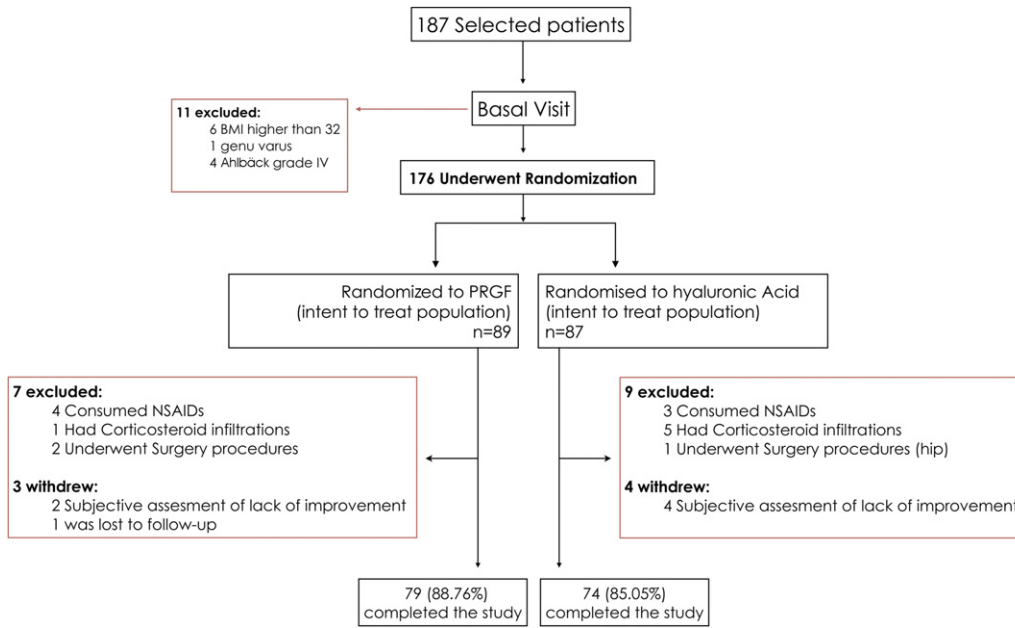 187 Selected patients
Basal Visit
11 excluded:
6 BMI higher than 32
1 genu varus
4 Ahlbäck grade IV
176 Underwent Randomization
Randomized to PRGF
(intent to treat population)
n=89
Randomised to hyaluronic Acid
(intent to treat population)
n=87
7 excluded:
4 Consumed NSAIDs
1 Had Corticosteroid infiltrations
2 Underwent Surgery procedures
3 withdrew:
2 Subjective assesment of lack of improvement
1 was lost to follow-up
9 excluded:
3 Consumed NSAIDs
5 Had Corticosteroid infiltrations
1 Underwent Surgery procedures (hip)
4 withdrew:
4 Subjective assesment of lack of improvement
79 (88.76%)
completed the study
74 (85.05%)
completed the study